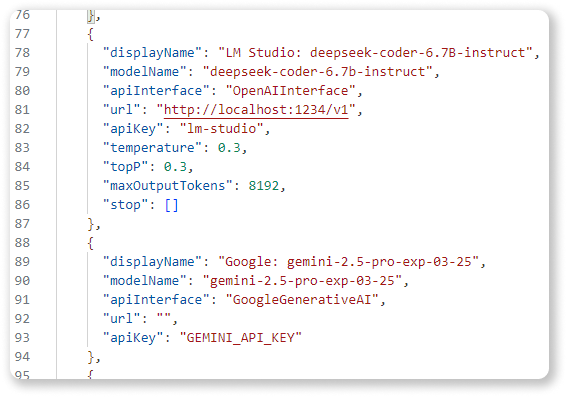 76 },
77 {
78 "displayName": "LM Studio: deepseek-coder-6.7B-instruct",
79 "modelName": "deepseek-coder-6.7b-instruct",
80 "apiInterface": "OpenAIInterface",
81 "url": "http://localhost:1234/v1",
82 "apiKey": "lm-studio",
83 "temperature": 0.3,
84 "topP": 0.3,
85 "maxOutputTokens": 8192,
86 "stop": []
87 },
88 {
89 "displayName": "Google: gemini-2.5-pro-exp-03-25",
90 "modelName": "gemini-2.5-pro-exp-03-25",
91 "apiInterface": "GoogleGenerativeAI",
92 "url": "",
93 "apiKey": "GEMINI_API_KEY"
94 },
95 {